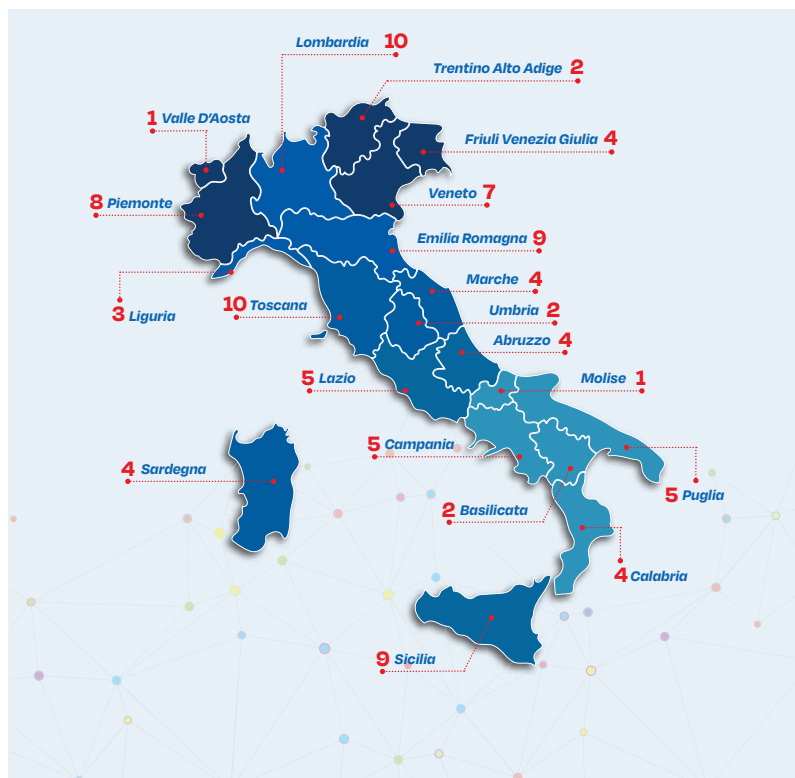 Lombardia 10
Trentino Alto Adige 2
1 Valle D'Aosta
Friuli Venezia Giulia 4
8 Piemonte
Veneto 7
Emilia Romagna 9
Marche 4
3 Liguria
10 Toscana
Umbria 2
Abruzzo 4
5 Lazio
Molise 1
5 Campania
4 Sardegna
5 Puglia
2 Basilicata
4 Calabria
9 Sicilia